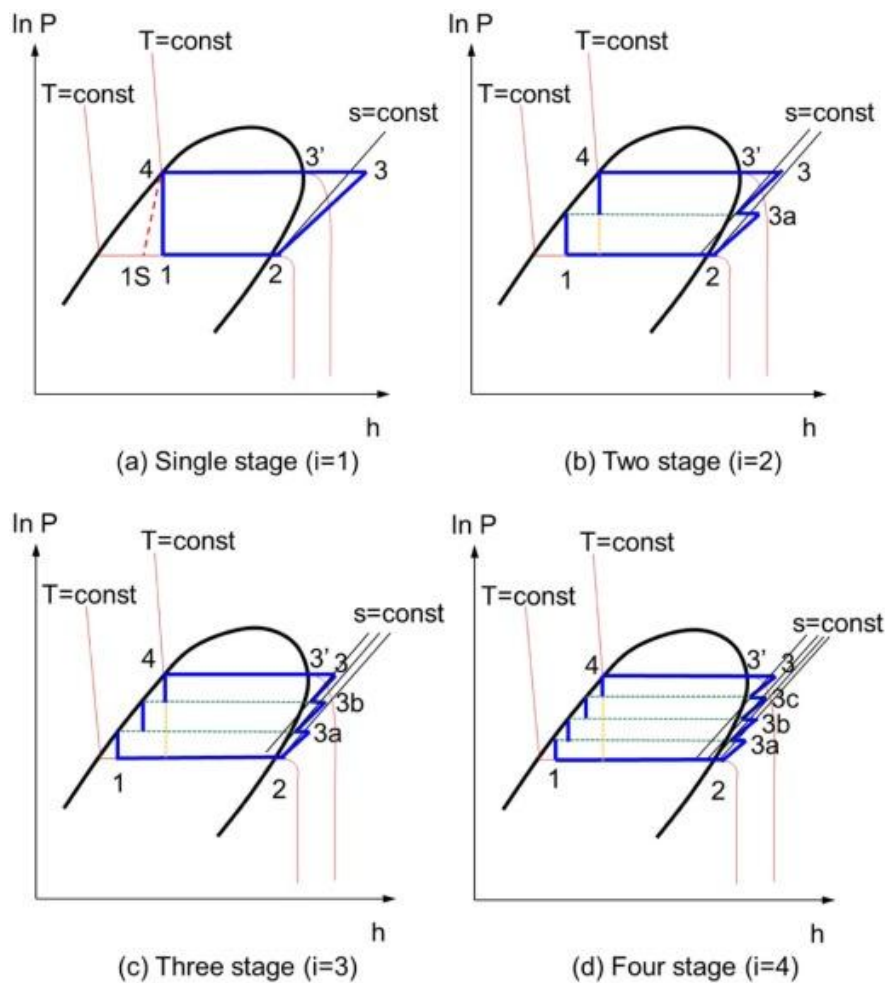 ln P
T=const
T=const
s=const
4
3'
3
1S
1
2
h
(a) Single stage (i=1)
ln P
T=const
T=const
s=const
4
3'
3
3a
1
2
h
(b) Two stage (i=2)
ln P
T=const
T=const
s=const
4
3'
3
3b
3a
1
2
h
(c) Three stage (i=3)
ln P
T=const
T=const
s=const
4
3'
3
3c
3b
3a
1
2
h
(d) Four stage (i=4)